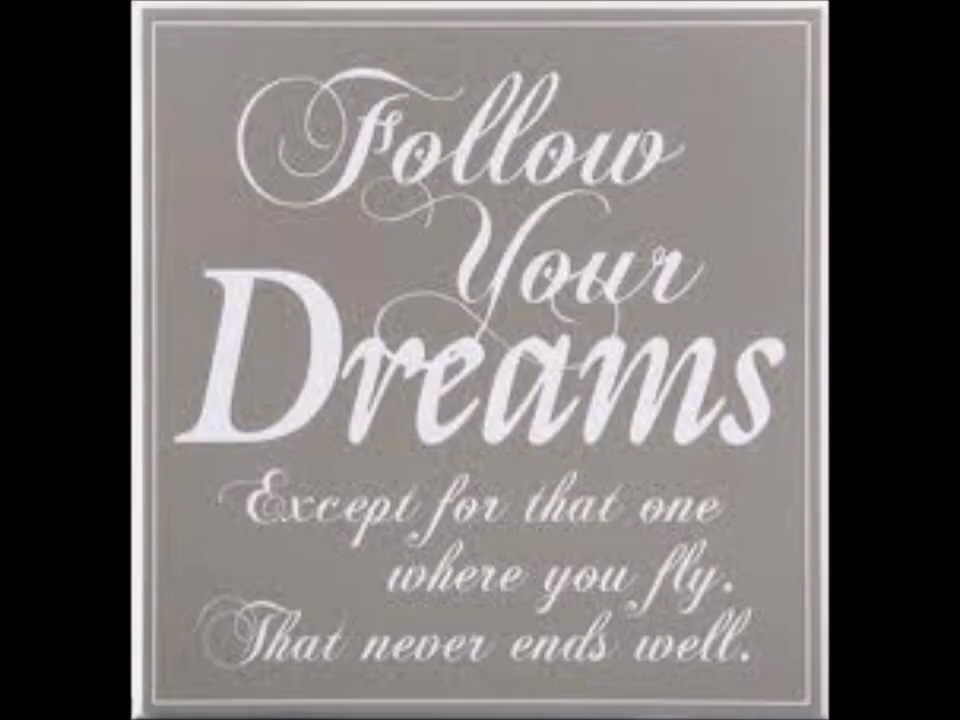 Follow
Your
Dreams
Except for that one
where you fly.
That never ends well.